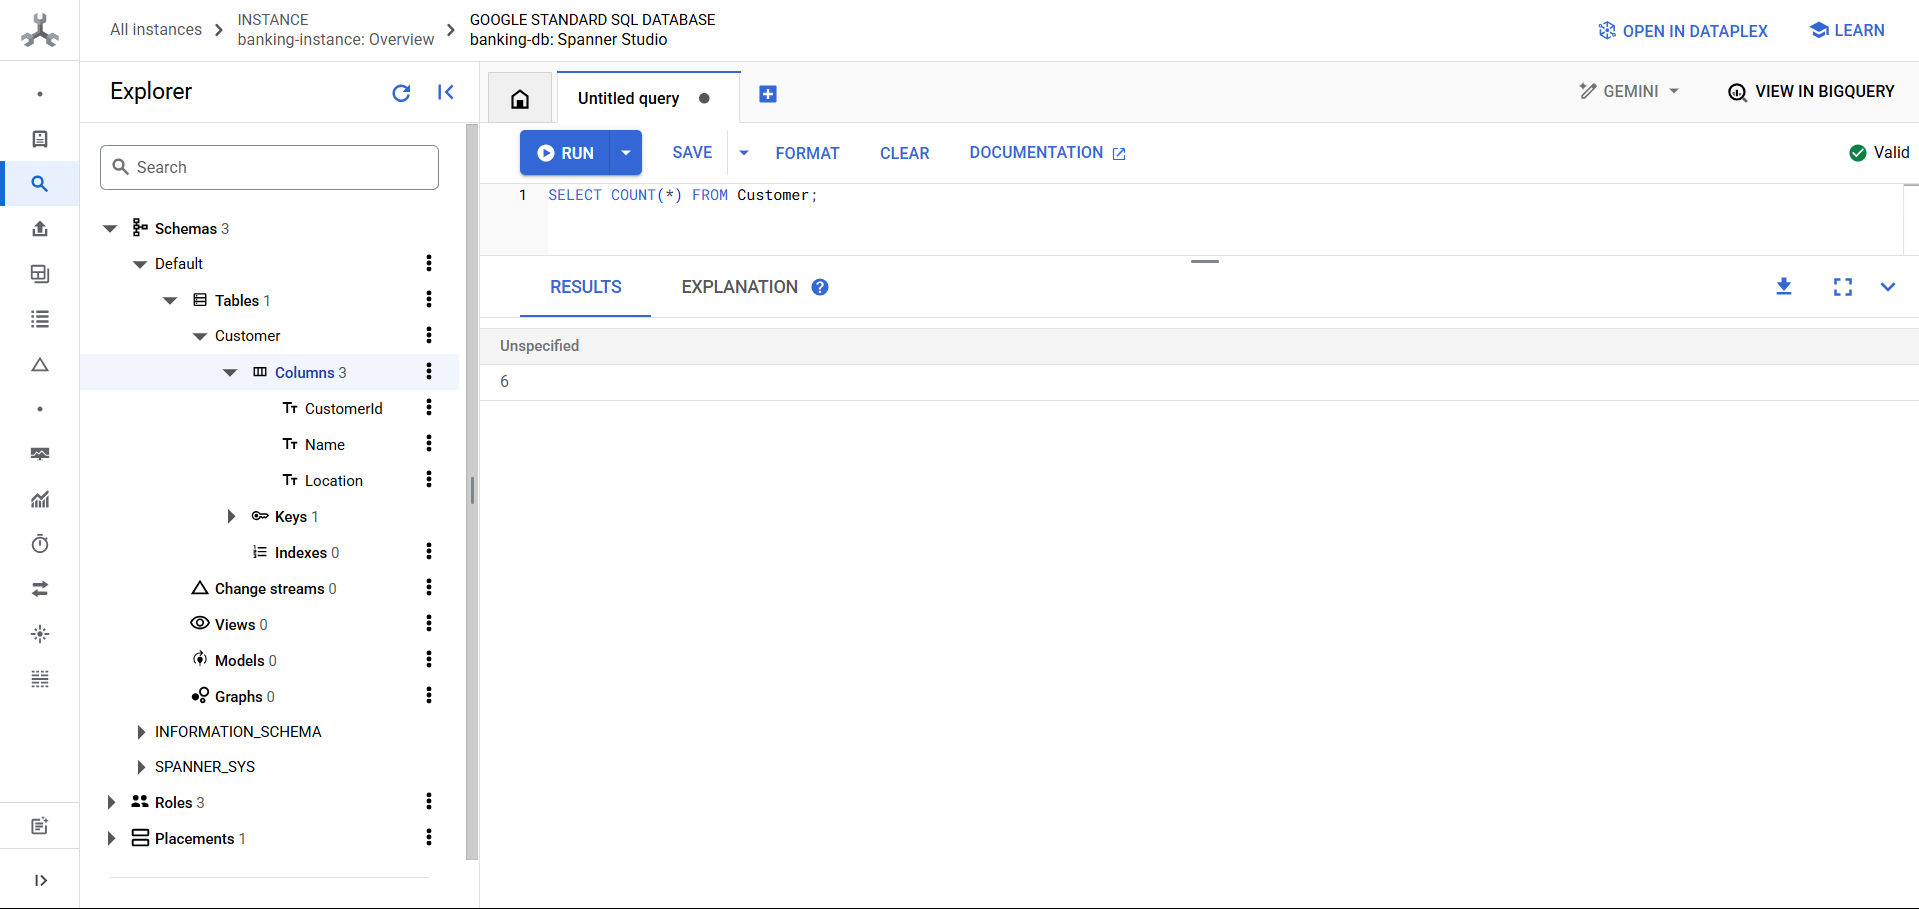 All instances
INSTANCE
banking-instance: Overview
GOOGLE STANDARD SQL DATABASE
banking-db: Spanner Studio
OPEN IN DATAPLEX
LEARN
Explorer
Untitled query
GEMINI
VIEW IN BIGQUERY
Search
RUN
SAVE
FORMAT
CLEAR
DOCUMENTATION
Valid
1 SELECT COUNT(*) FROM Customer;
Schemas 3
Default
Tables 1
Customer
Columns 3
CustomerId
Name
Location
Keys 1
Indexes 0
Change streams 0
Views 0
Models 0
Graphs 0
INFORMATION_SCHEMA
SPANNER_SYS
Roles 3
Placements 1
RESULTS
EXPLANATION
Unspecified
6